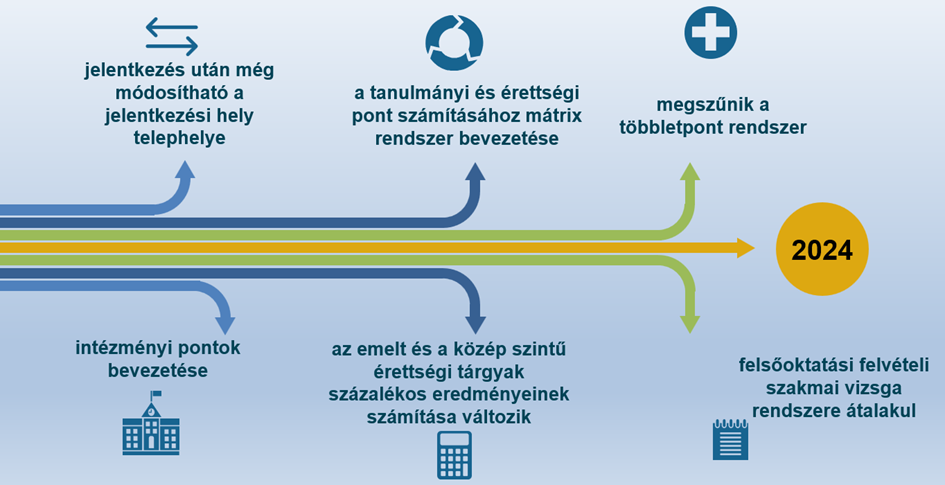 jelentkezés után még
módosítható a
jelentkezési hely
telephelye
a tanulmányi és érettségi
pont számításához mátrix
rendszer bevezetése
megszűnik a
többletpont rendszer
2024
intézményi pontok
bevezetése
az emelt és a közép szintű
érettségi tárgyak
százalékos eredményeinek
számítása változik
felsőoktatási felvételi
szakmai vizsga
rendszere átalakul